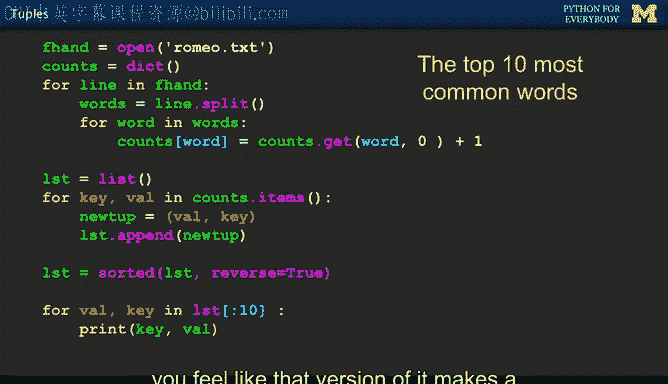 Tuples
PYTHON FOR
EVERYBODY
The top 10 most
common words
fhand = open('romeo.txt')
counts = dict()
for line in fhand:
    words = line.split()
    for word in words:
        counts[word] = counts.get(word, 0 ) + 1
lst = list()
for key, val in counts.items():
    newtup = (val, key)
    lst.append(newtup)
lst = sorted(lst, reverse=True)
for val, key in lst[:10] :
    print(key, val)
you feel like that version of it makes a